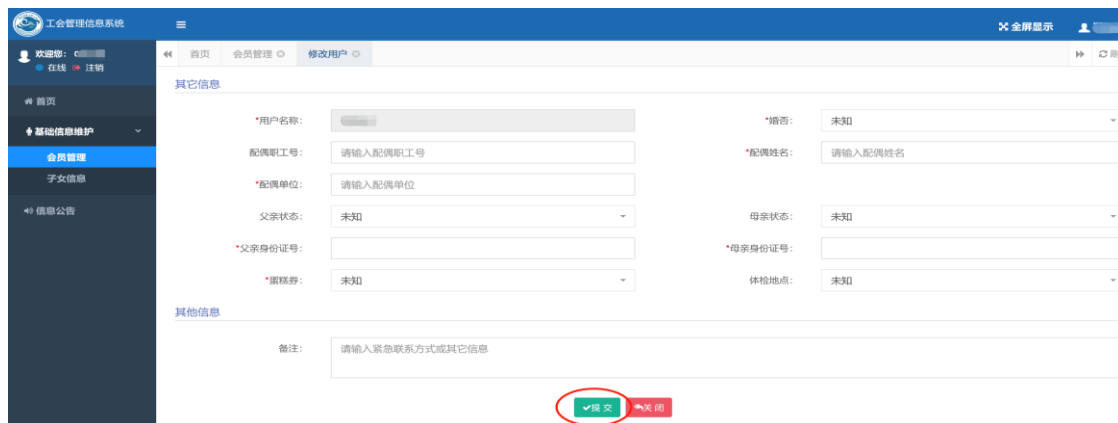 工会管理信息系统
全屏显示
欢迎您：
在线 注销
首页 会员管理 修改用户
首页
基础信息维护
会员管理
子女信息
信息公告
其它信息
*用户名称： *婚否： 未知
配偶职工号： 请输入配偶职工号 *配偶姓名： 请输入配偶姓名
*配偶单位： 请输入配偶单位
父亲状态： 未知 母亲状态： 未知
*父亲身份证号： *母亲身份证号：
*蛋糕券： 未知 体检地点： 未知
其他信息
备注： 请输入紧急联系方式或其它信息
提 交 关 闭